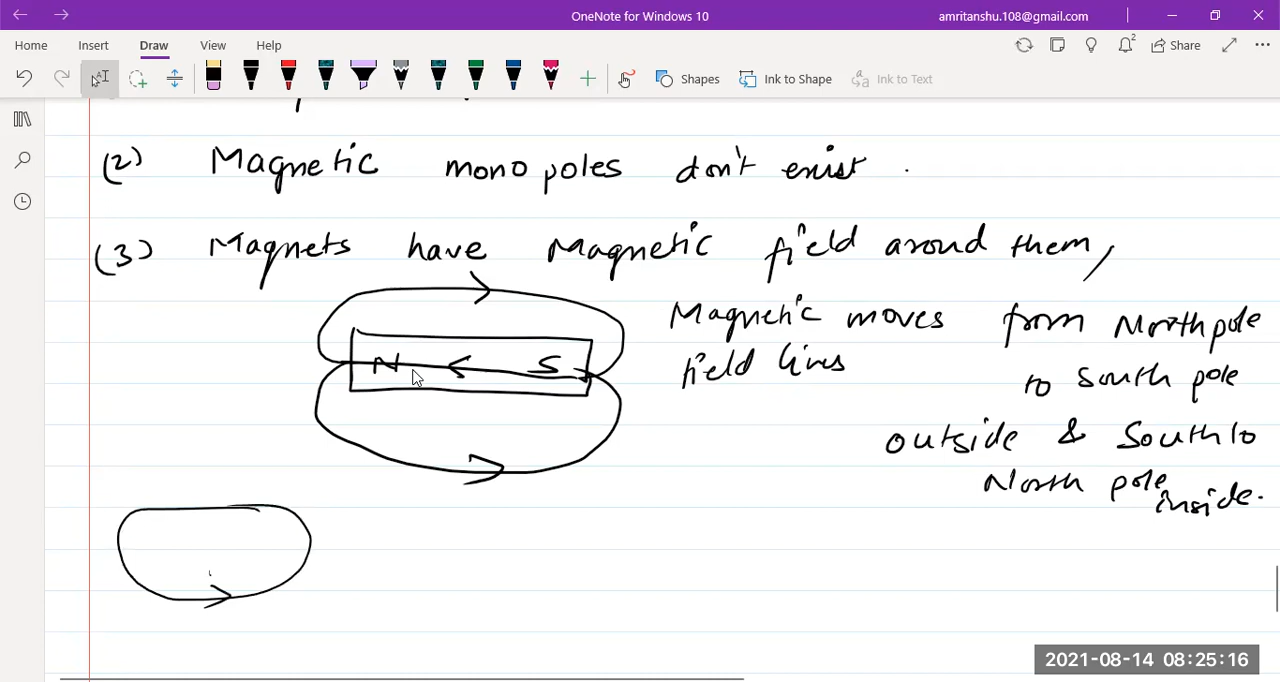 OneNote for Windows 10
amritanshu.108@gmail.com
Home Insert Draw View Help
Share
Shapes Ink to Shape Ink to Text
(2) Magnetic mono poles don't exist .
(3) Magnets have Magnetic field around them,
N S
Magnetic moves from North pole
field lines to South pole
outside & South to
North pole inside.
2021-08-14 08:25:16